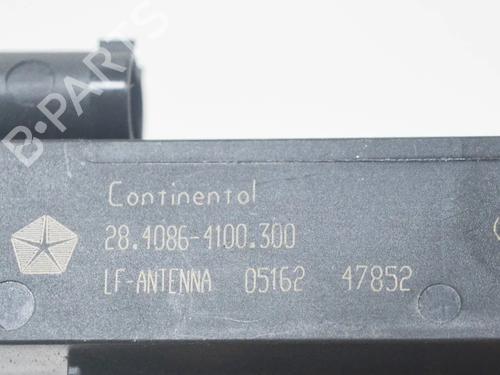 B-PARTS
Continental
28.4086-4100.300
LF-ANTENNA 05162 47852